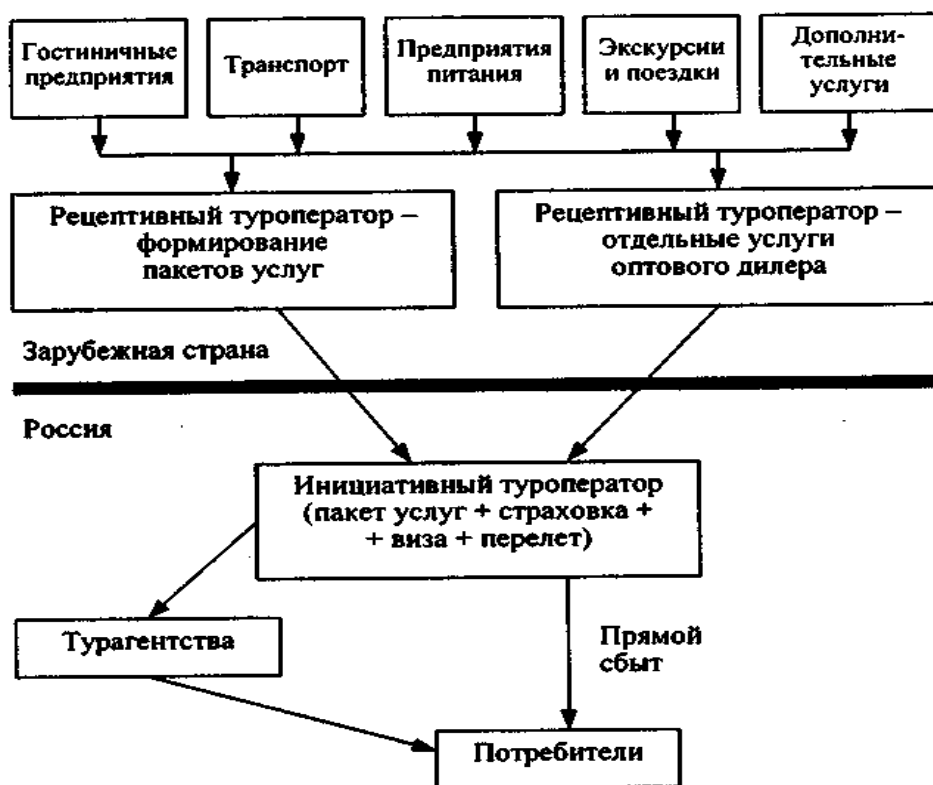 Гостиничные
предприятия
Транспорт
Предприятия
питания
Экскурсии
и поездки
Дополни-
тельные
услуги
Рецептивный туроператор –
формирование
пакетов услуг
Рецептивный туроператор –
отдельные услуги
оптового дилера
Зарубежная страна
Россия
Инициативный туроператор
(пакет услуг + страховка +
+ виза + перелет)
Турагентства
Прямой
сбыт
Потребители